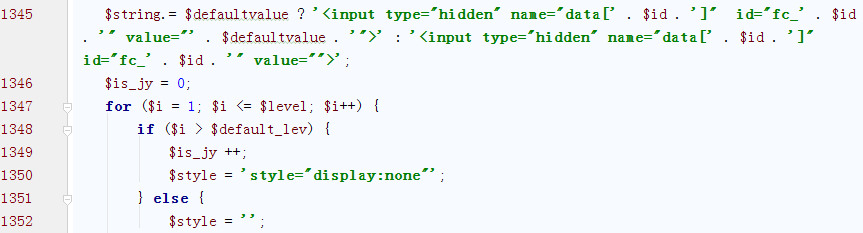 1345 $string.= $defaultvalue ? '<input type="hidden" name="data[' . $id . ']"  id="fc_' . $id
. '" value="' . $defaultvalue . '">' : '<input type="hidden" name="data[' . $id . ']"
id="fc_' . $id . '" value="">';
1346 $is_jy = 0;
1347 for ($i = 1; $i <= $level; $i++) {
1348 if ($i > $default_lev) {
1349 $is_jy ++;
1350 $style = 'style="display:none"';
1351 } else {
1352 $style = '';